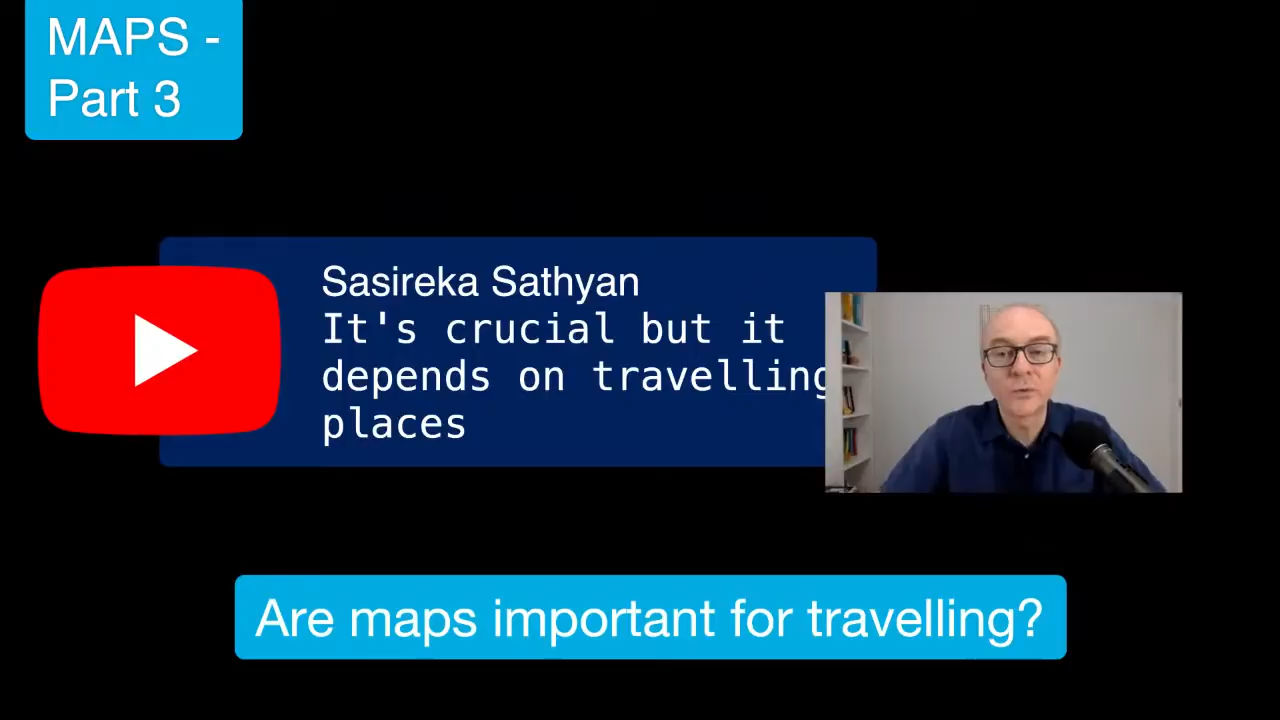 MAPS -
Part 3
Sasireka Sathyan
It's crucial but it
depends on travelling
places
Are maps important for travelling?